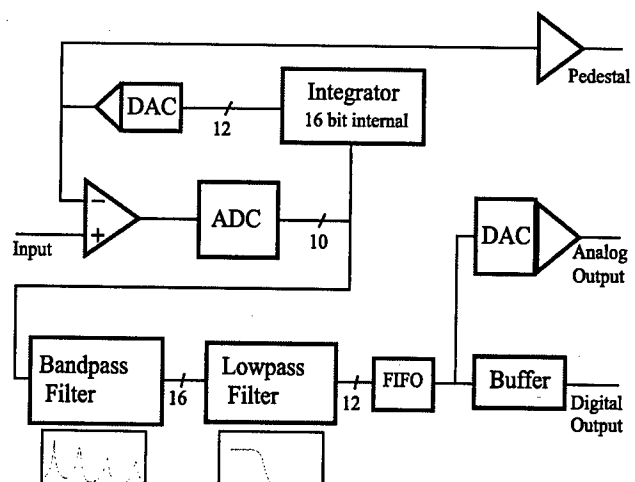 Pedestal
DAC
12
Integrator
16 bit internal
−
+
Input
ADC
10
DAC
Analog
Output
Bandpass
Filter
16
Lowpass
Filter
12
FIFO
Buffer
Digital
Output